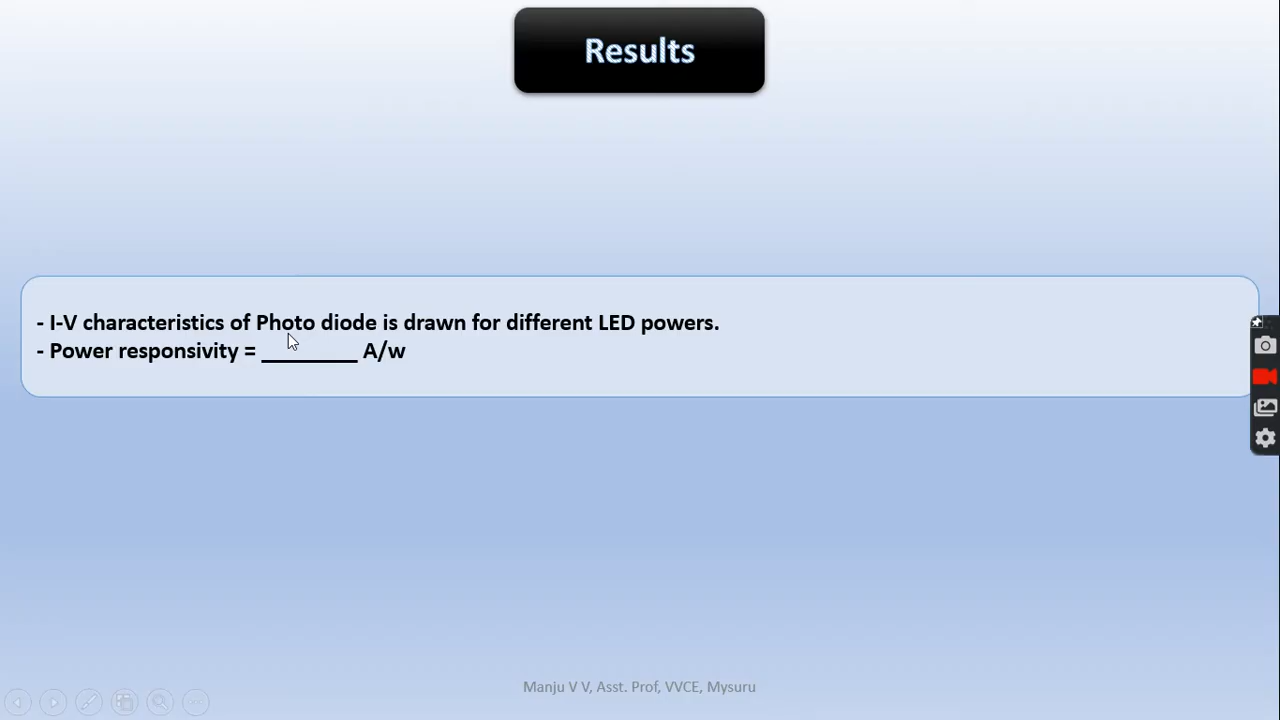 Results
- I-V characteristics of Photo diode is drawn for different LED powers.
- Power responsivity = ________ A/w
Manju V V, Asst. Prof, VVCE, Mysuru